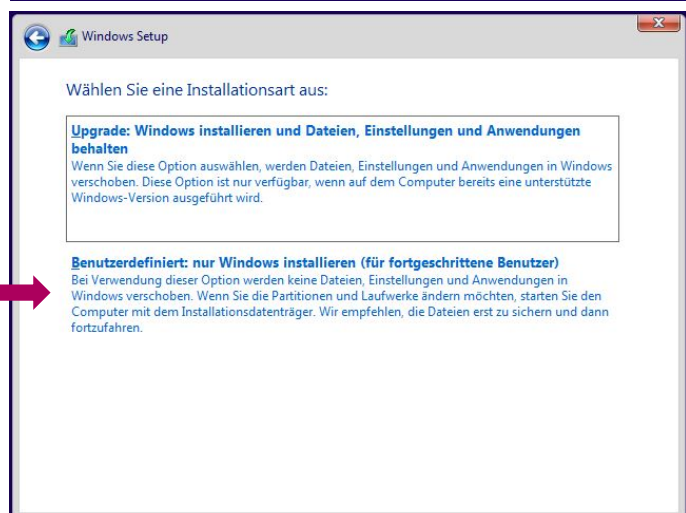 Windows Setup
Wählen Sie eine Installationsart aus:
Upgrade: Windows installieren und Dateien, Einstellungen und Anwendungen
behalten
Wenn Sie diese Option auswählen, werden Dateien, Einstellungen und Anwendungen in Windows
verschoben. Diese Option ist nur verfügbar, wenn auf dem Computer bereits eine unterstützte
Windows-Version ausgeführt wird.
Benutzerdefiniert: nur Windows installieren (für fortgeschrittene Benutzer)
Bei Verwendung dieser Option werden keine Dateien, Einstellungen und Anwendungen in
Windows verschoben. Wenn Sie die Partitionen und Laufwerke ändern möchten, starten Sie den
Computer mit dem Installationsdatenträger. Wir empfehlen, die Dateien erst zu sichern und dann
fortzufahren.